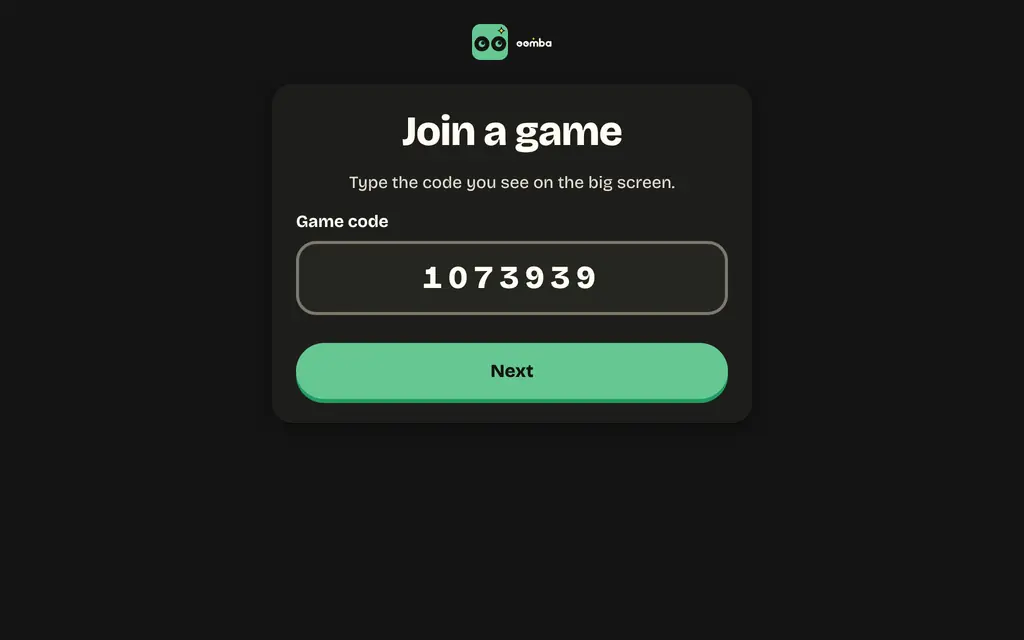 oomba
Join a game
Type the code you see on the big screen.
Game code
1073939
Next